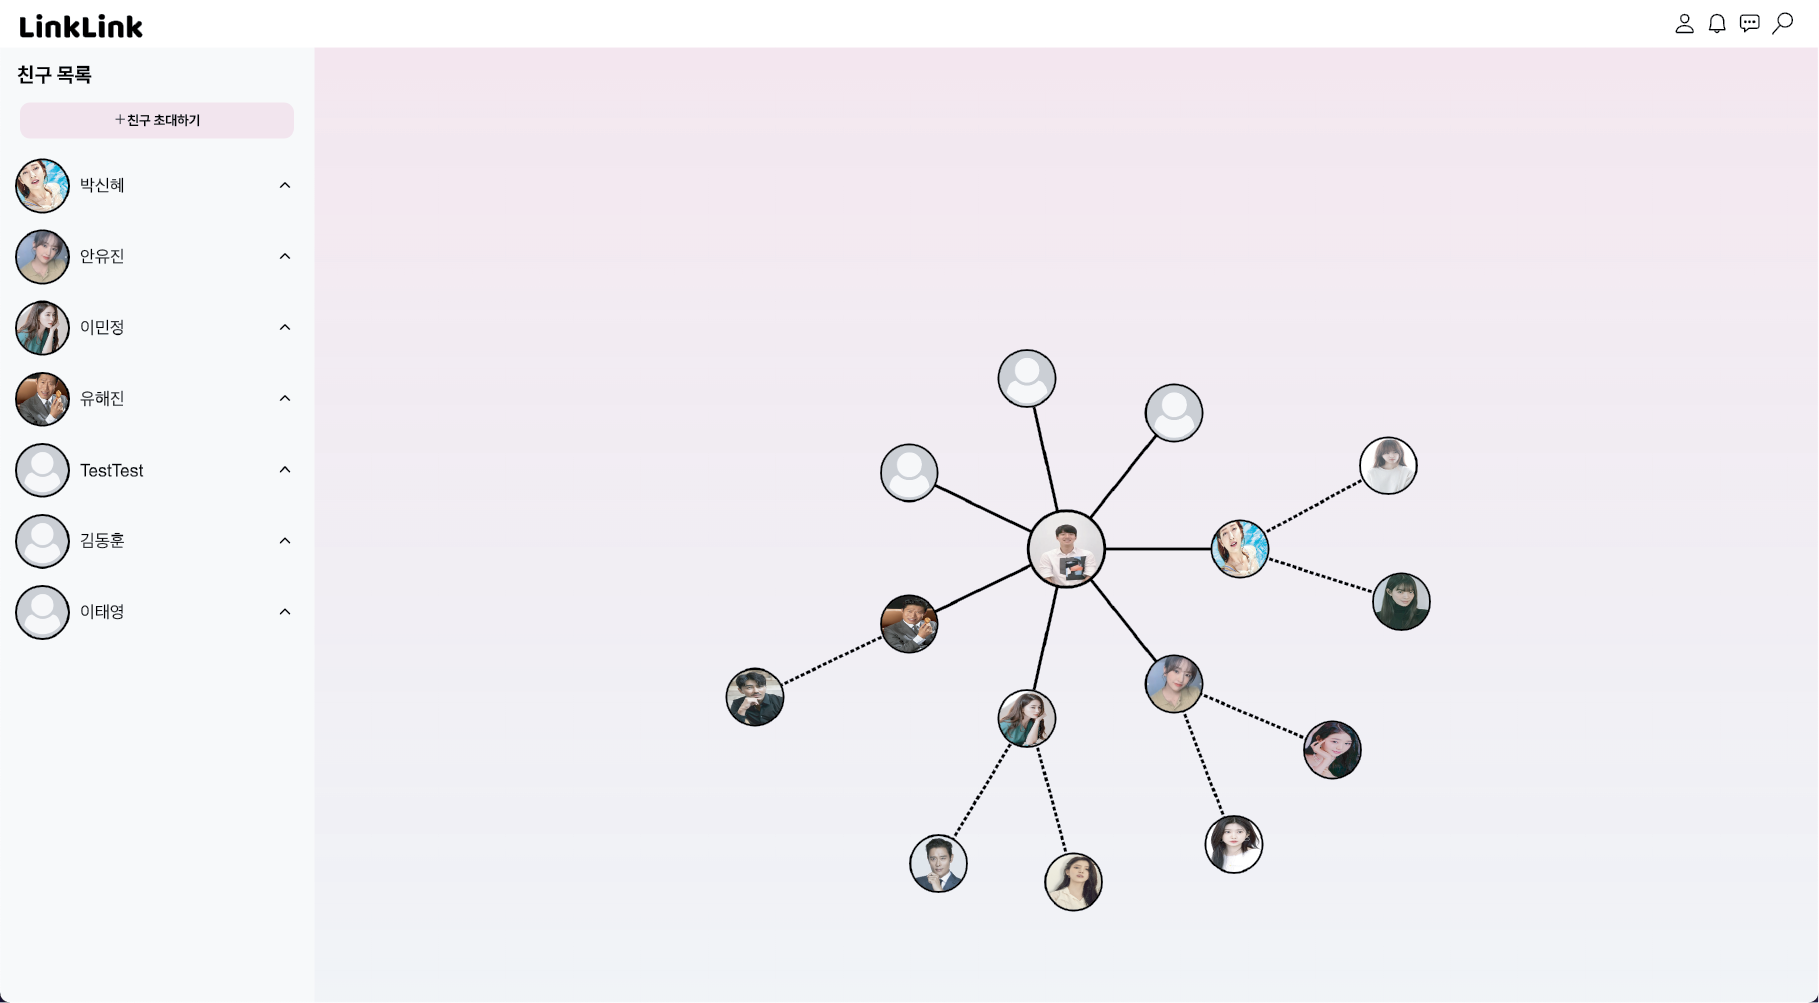 LinkLink
친구 목록
+ 친구 초대하기
박신혜
안유진
이민정
유해진
TestTest
김동훈
이태영